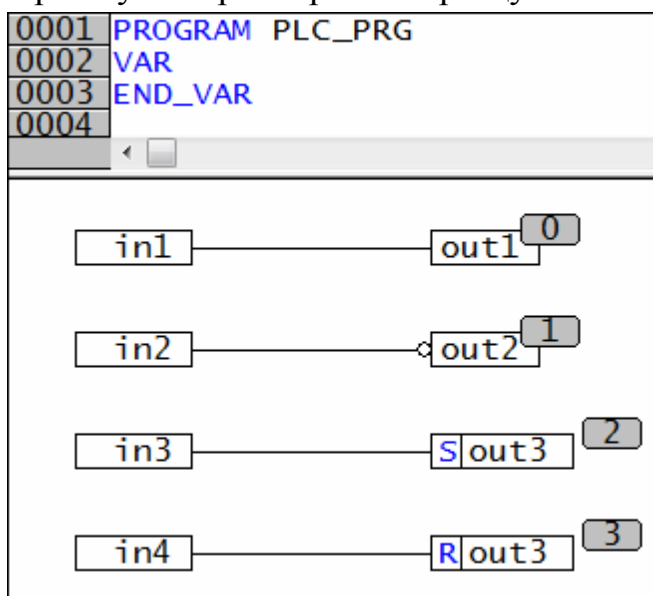 0001 PROGRAM PLC_PRG
0002 VAR
0003 END_VAR
0004
in1 out1 0
in2 out2 1
in3 S out3 2
in4 R out3 3